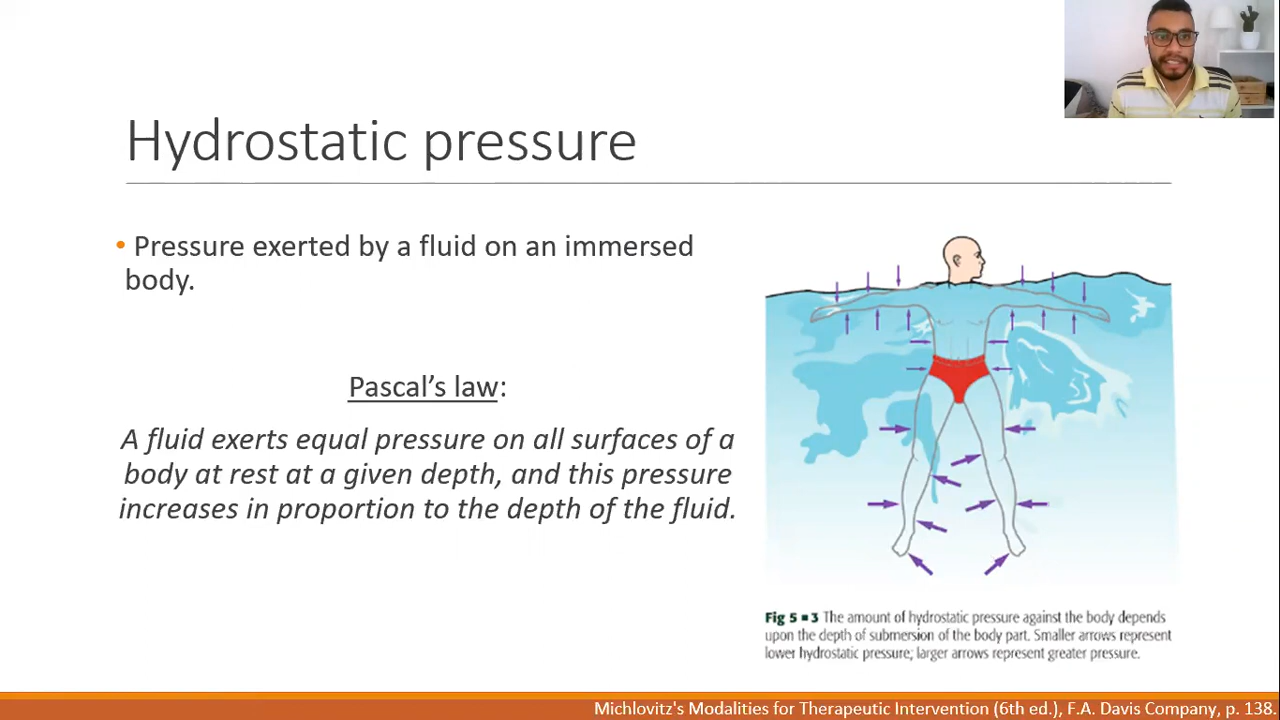 Hydrostatic pressure
• Pressure exerted by a fluid on an immersed
body.
Pascal’s law:
A fluid exerts equal pressure on all surfaces of a
body at rest at a given depth, and this pressure
increases in proportion to the depth of the fluid.
Fig 5 ■ 3 The amount of hydrostatic pressure against the body depends
upon the depth of submersion of the body part. Smaller arrows represent
lower hydrostatic pressure; larger arrows represent greater pressure.
Michlovitz's Modalities for Therapeutic Intervention (6th ed.), F.A. Davis Company, p. 138.